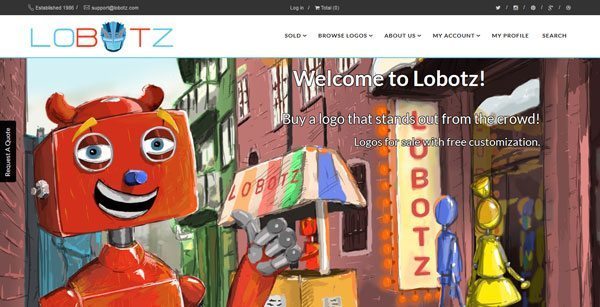 Established 1986 / support@lobotz.com
Log in / Total (0)
LOBOTZ
SOLD
BROWSE LOGOS
ABOUT US
MY ACCOUNT
MY PROFILE
SEARCH
Welcome to Lobotz!
Buy a logo that stands out from the crowd!
Logos for sale with free customization.
Request A Quote
LOBOTZ
LOBOTZ